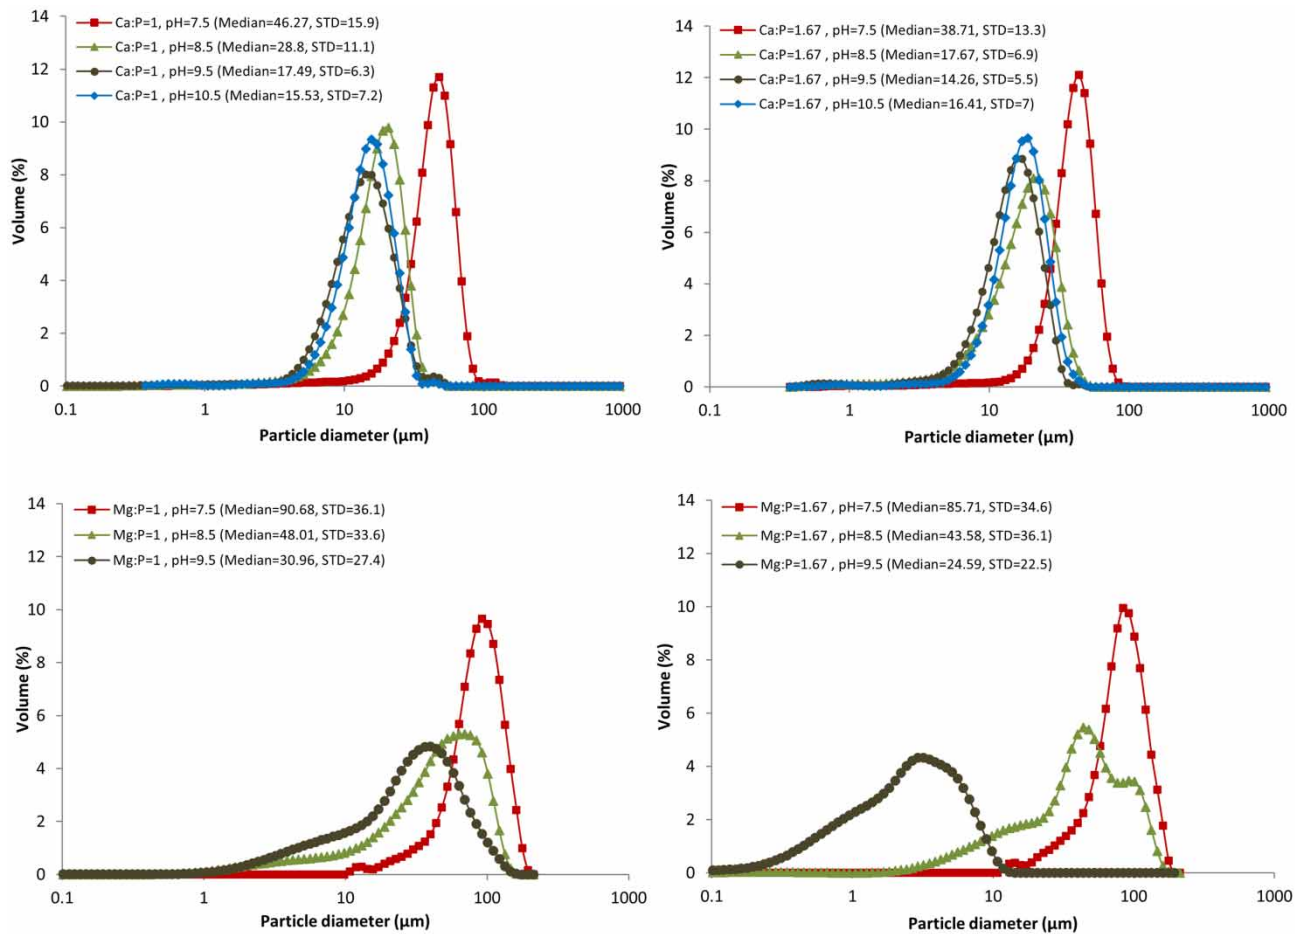 14
12
10
8
6
4
2
0
Volume (%)
Ca:P=1, pH=7.5 (Median=46.27, STD=15.9)
Ca:P=1 , pH=8.5 (Median=28.8, STD=11.1)
Ca:P=1 , pH=9.5 (Median=17.49, STD=6.3)
Ca:P=1 , pH=10.5 (Median=15.53, STD=7.2)
0.1 1 10 100 1000
Particle diameter (µm)
14
12
10
8
6
4
2
0
Volume (%)
Ca:P=1.67 , pH=7.5 (Median=38.71, STD=13.3)
Ca:P=1.67 , pH=8.5 (Median=17.67, STD=6.9)
Ca:P=1.67 , pH=9.5 (Median=14.26, STD=5.5)
Ca:P=1.67 , pH=10.5 (Median=16.41, STD=7)
0.1 1 10 100 1000
Particle diameter (µm)
14
12
10
8
6
4
2
0
Volume (%)
Mg:P=1 , pH=7.5 (Median=90.68, STD=36.1)
Mg:P=1 , pH=8.5 (Median=48.01, STD=33.6)
Mg:P=1 , pH=9.5 (Median=30.96, STD=27.4)
0.1 1 10 100 1000
Particle diameter (µm)
14
12
10
8
6
4
2
0
Volume (%)
Mg:P=1.67 , pH=7.5 (Median=85.71, STD=34.6)
Mg:P=1.67 , pH=8.5 (Median=43.58, STD=36.1)
Mg:P=1.67 , pH=9.5 (Median=24.59, STD=22.5)
0.1 1 10 100 1000
Particle diameter (µm)